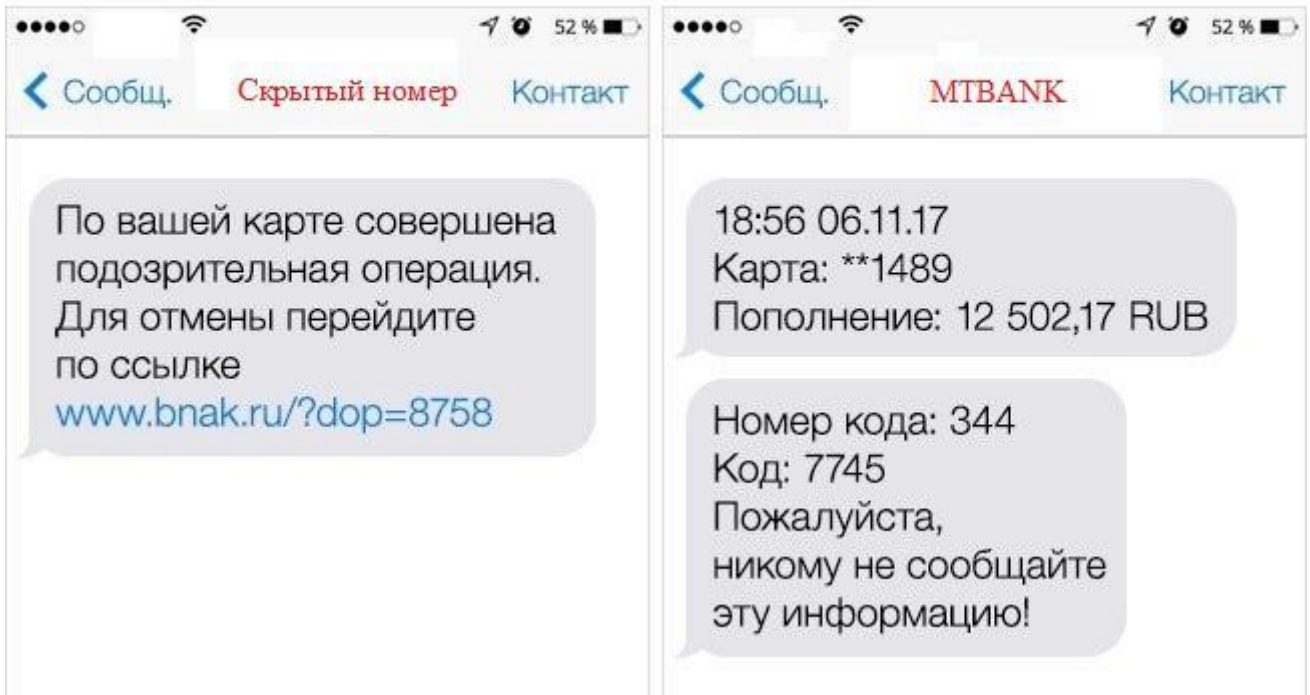 52 %
Сообщ. Скрытый номер Контакт
По вашей карте совершена
подозрительная операция.
Для отмены перейдите
по ссылке
www.bnak.ru/?dop=8758
52 %
Сообщ. MTBANK Контакт
18:56 06.11.17
Карта: **1489
Пополнение: 12 502,17 RUB
Номер кода: 344
Код: 7745
Пожалуйста,
никому не сообщайте
эту информацию!